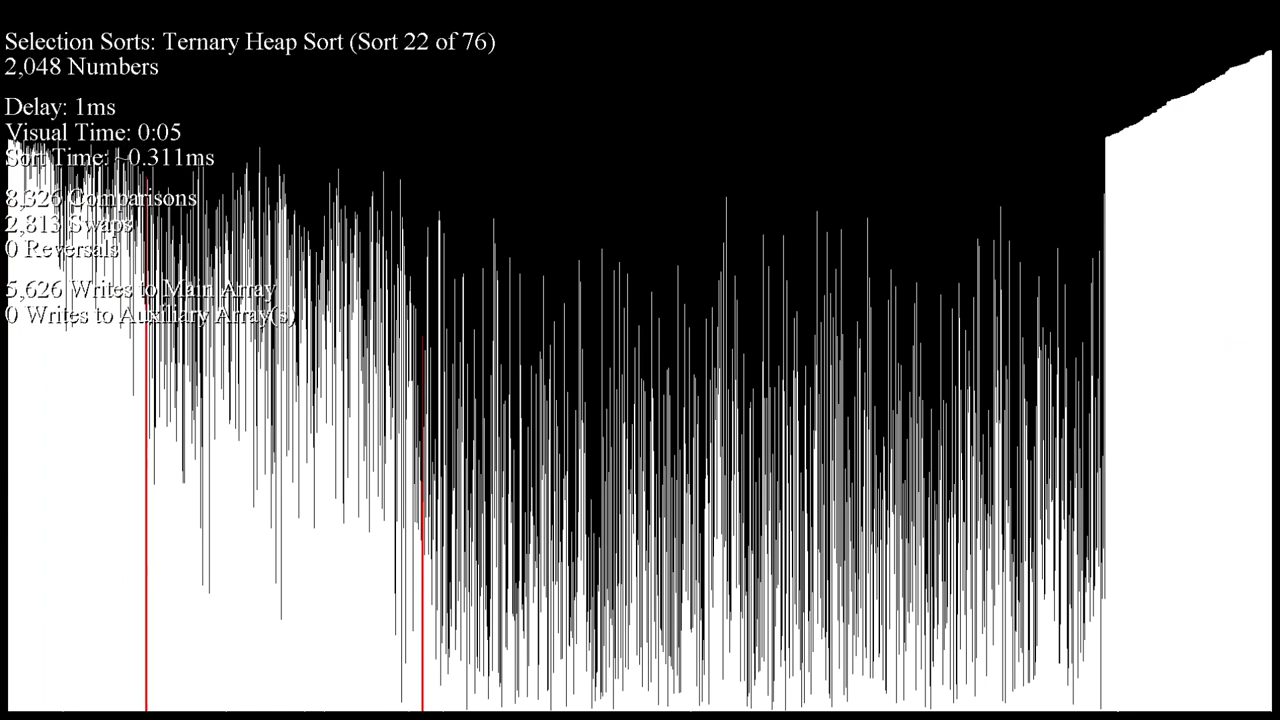 Selection Sorts: Ternary Heap Sort (Sort 22 of 76)
2,048 Numbers
Delay: 1ms
Visual Time: 0:05
Sort Time: ~0.311ms
8,326 Comparisons
2,813 Swaps
0 Reversals
5,626 Writes to Main Array
0 Writes to Auxiliary Array(s)